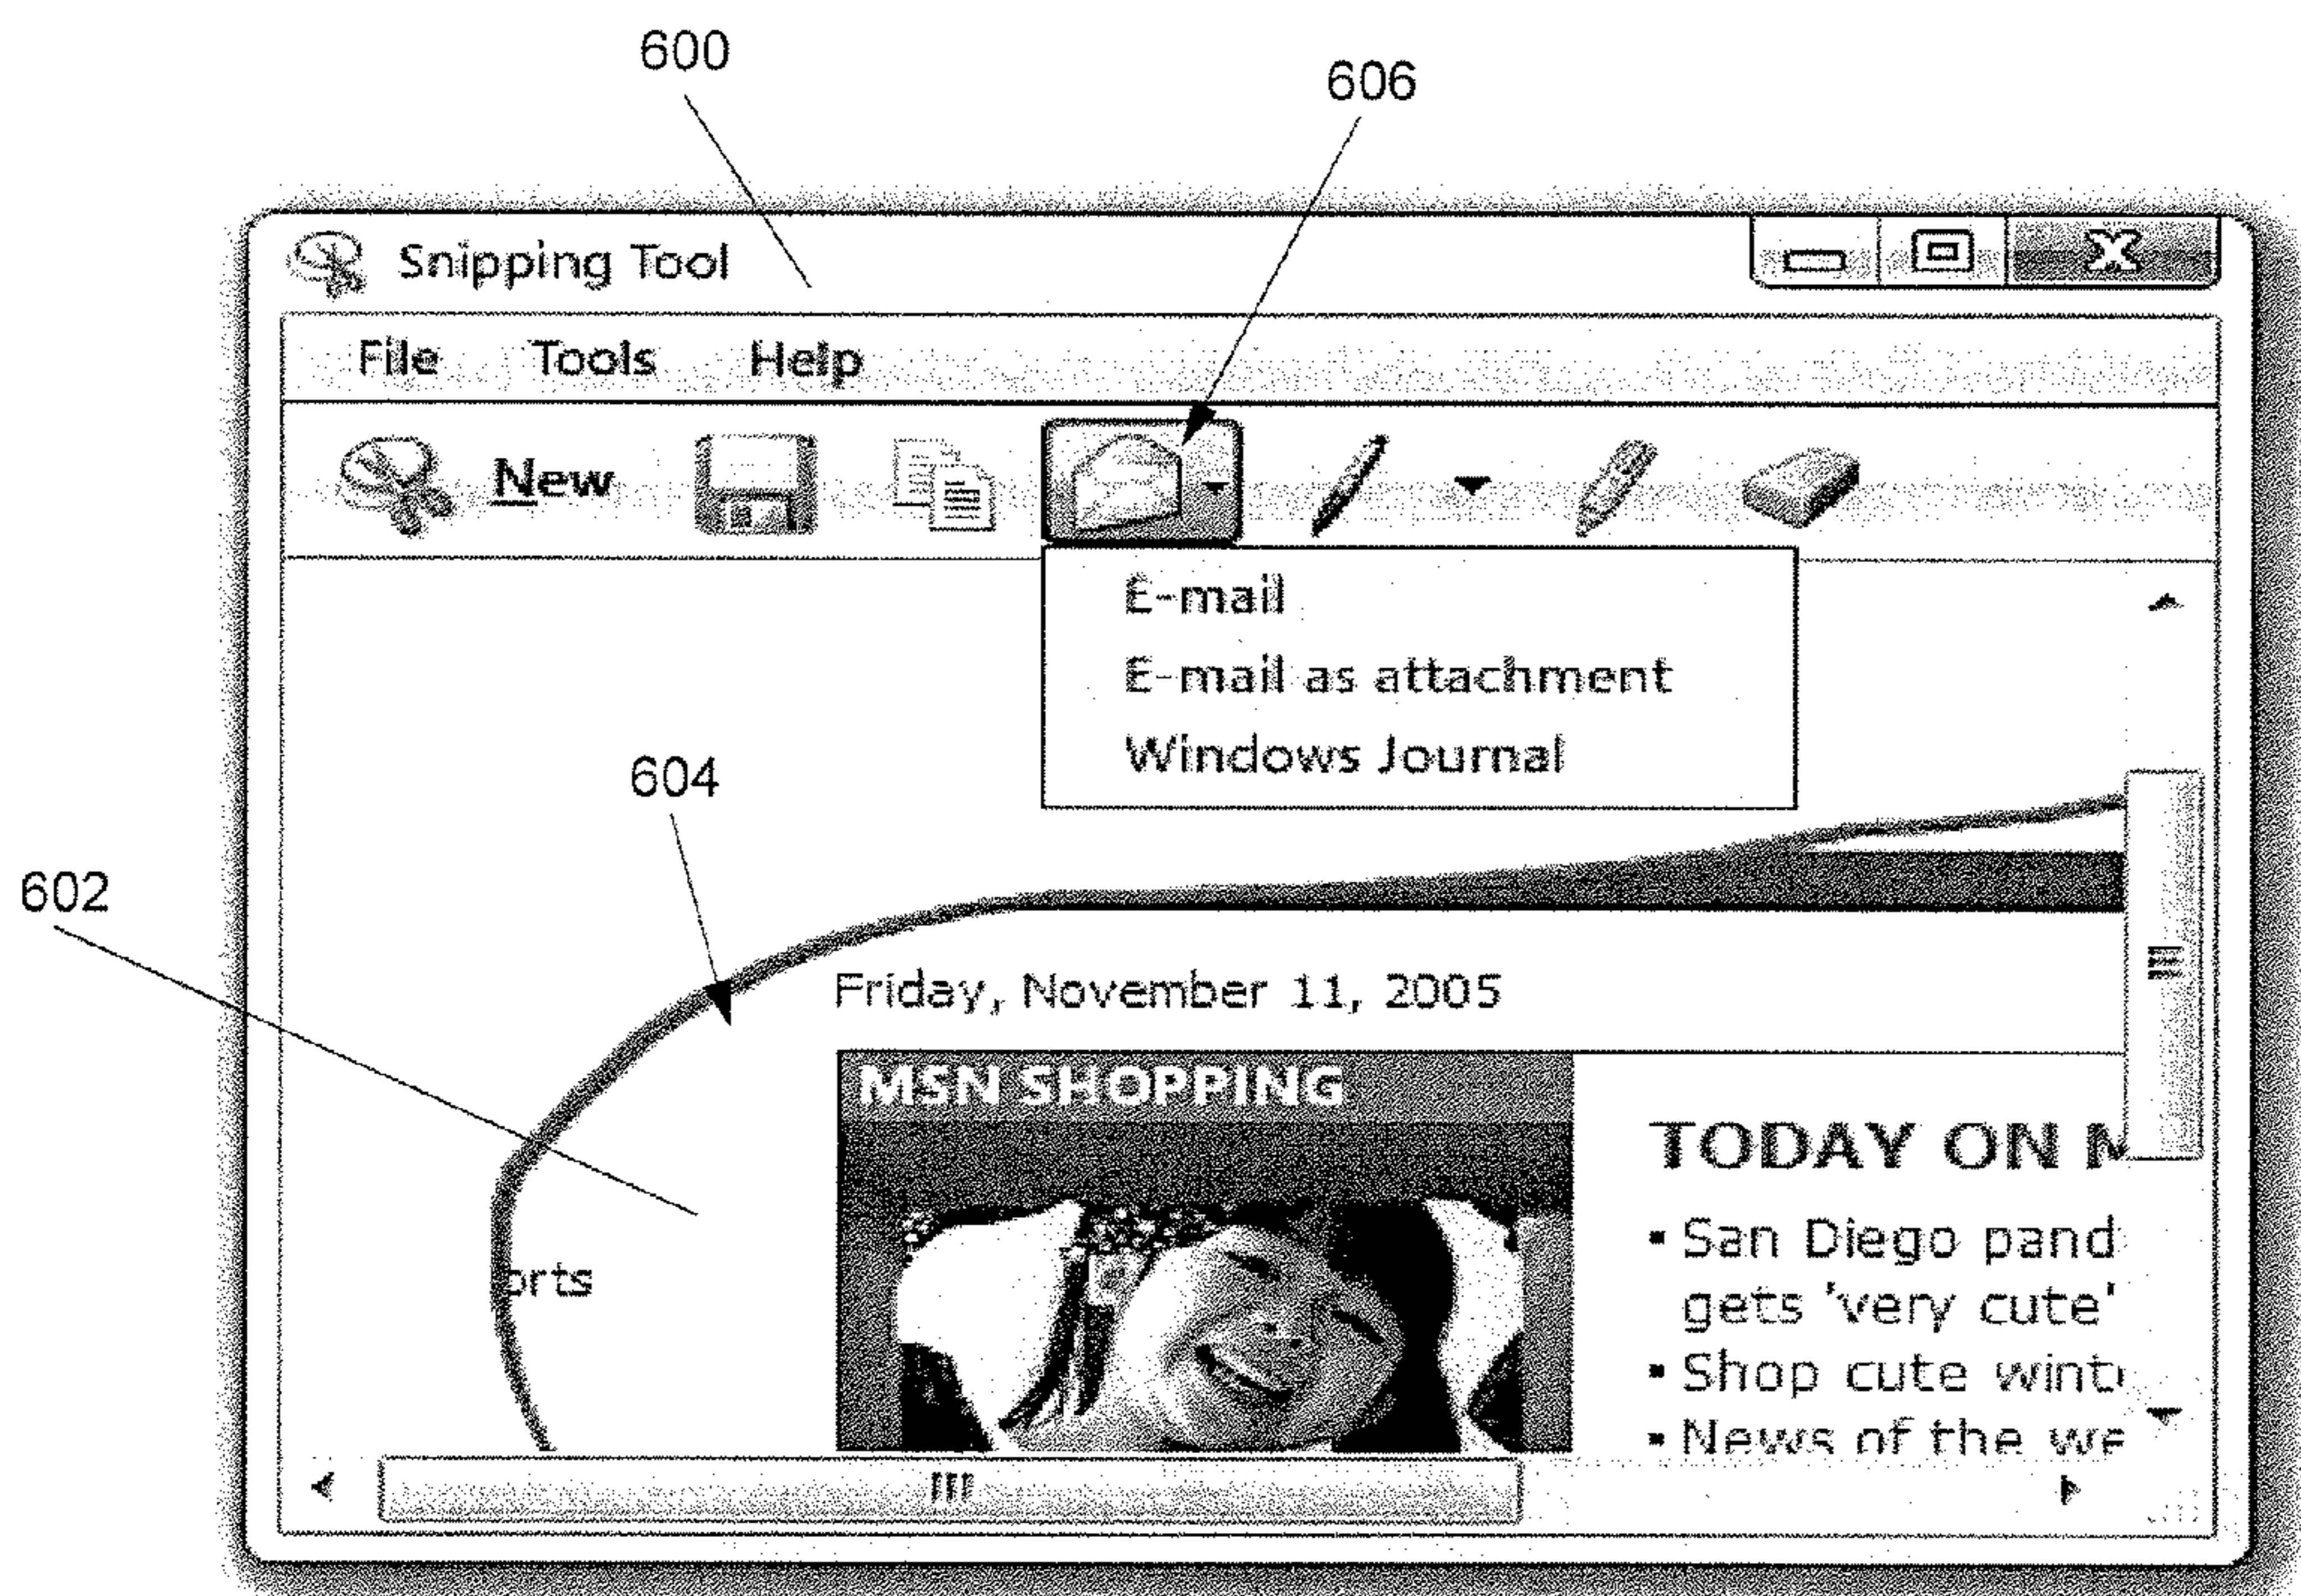 600
606
Snipping Tool
File Tools Help
New
E-mail
E-mail as attachment
Windows Journal
604
602
Friday, November 11, 2005
MSN SHOPPING
TODAY ON M
▪ San Diego pand
gets 'very cute'
orts
▪ Shop cute wint
▪ News of the we